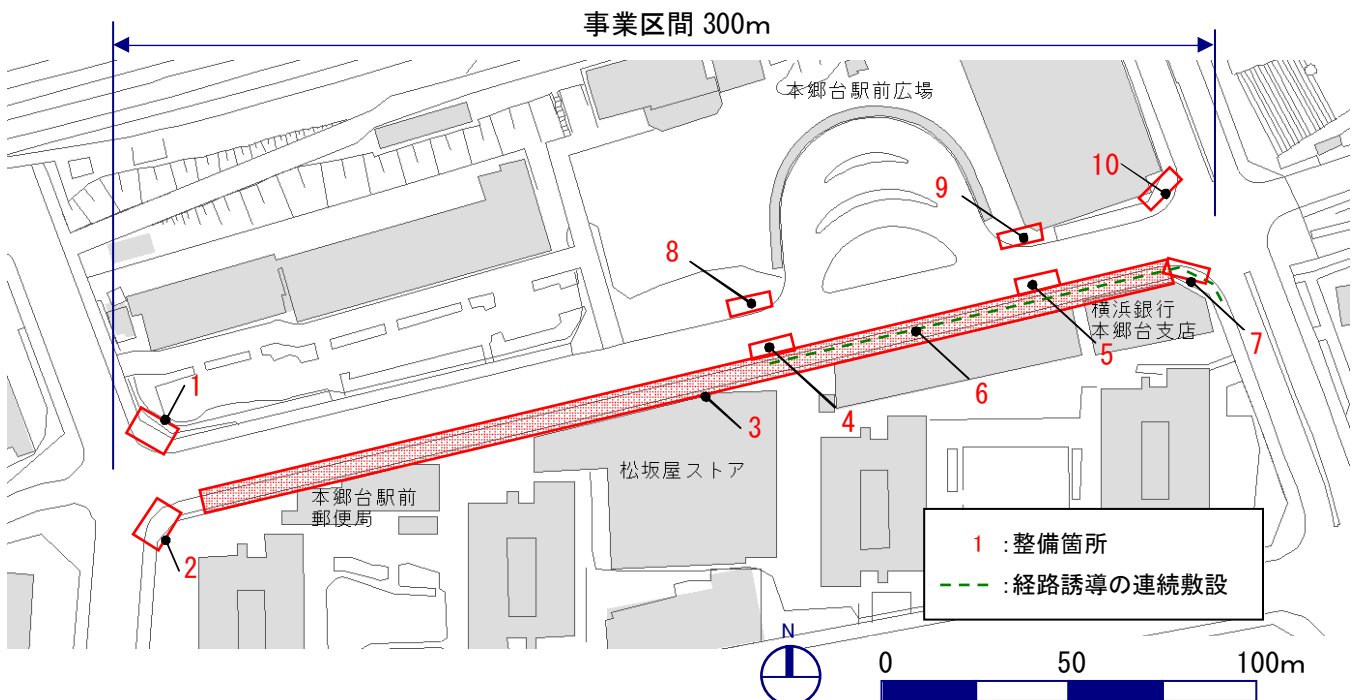 事業区間 300m
本郷台駅前広場
10
9
8
横浜銀行
本郷台支店
7
5
6
1
4
3
松坂屋ストア
本郷台駅前
郵便局
2
1 :整備箇所
:経路誘導の連続敷設
N
0 50 100m